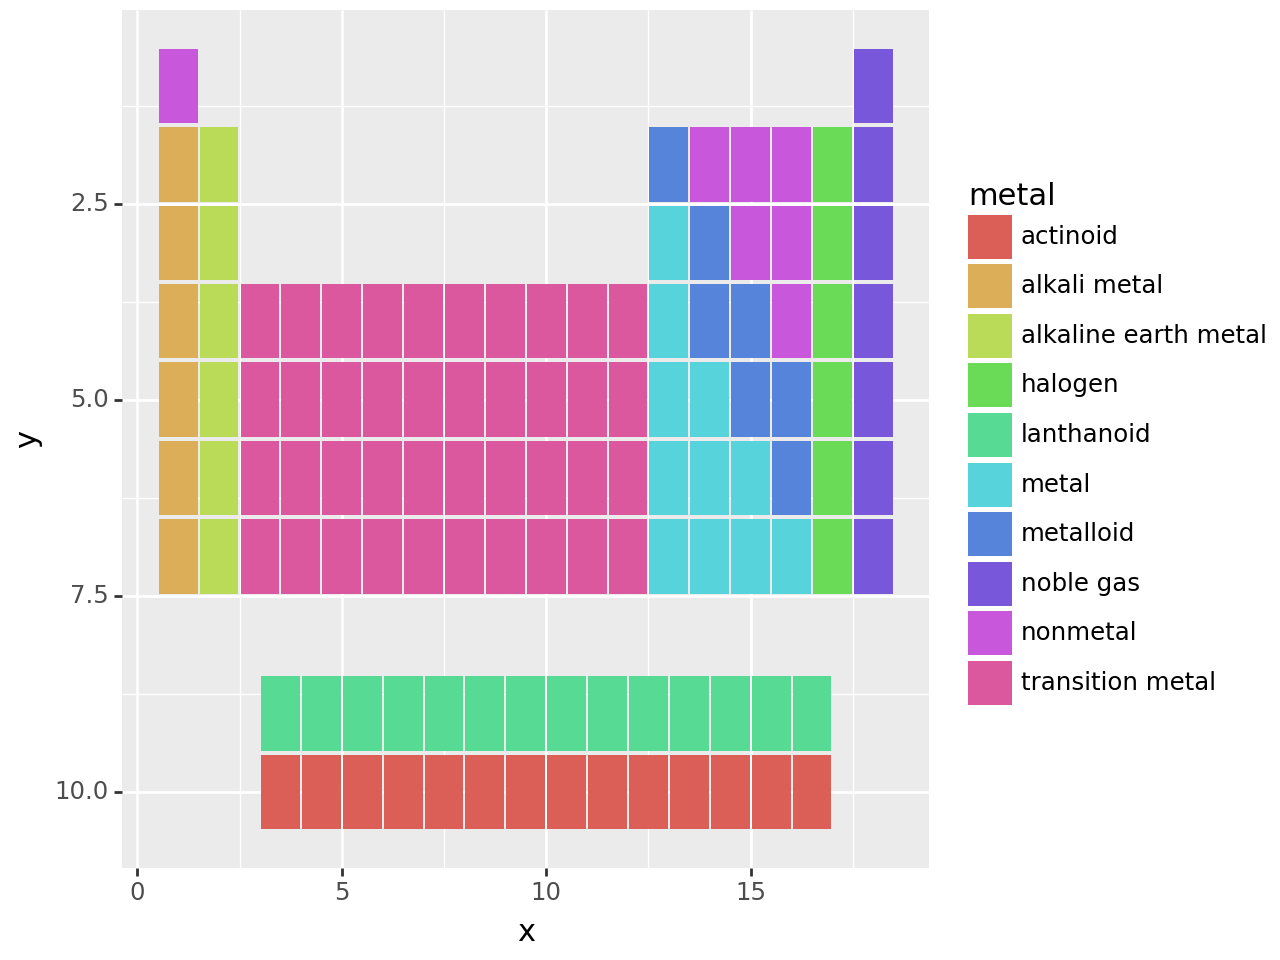 metal
actinoid
alkali metal
alkaline earth metal
halogen
lanthanoid
metal
metalloid
noble gas
nonmetal
transition metal
y
2.5
5.0
7.5
10.0
0 5 10 15
x